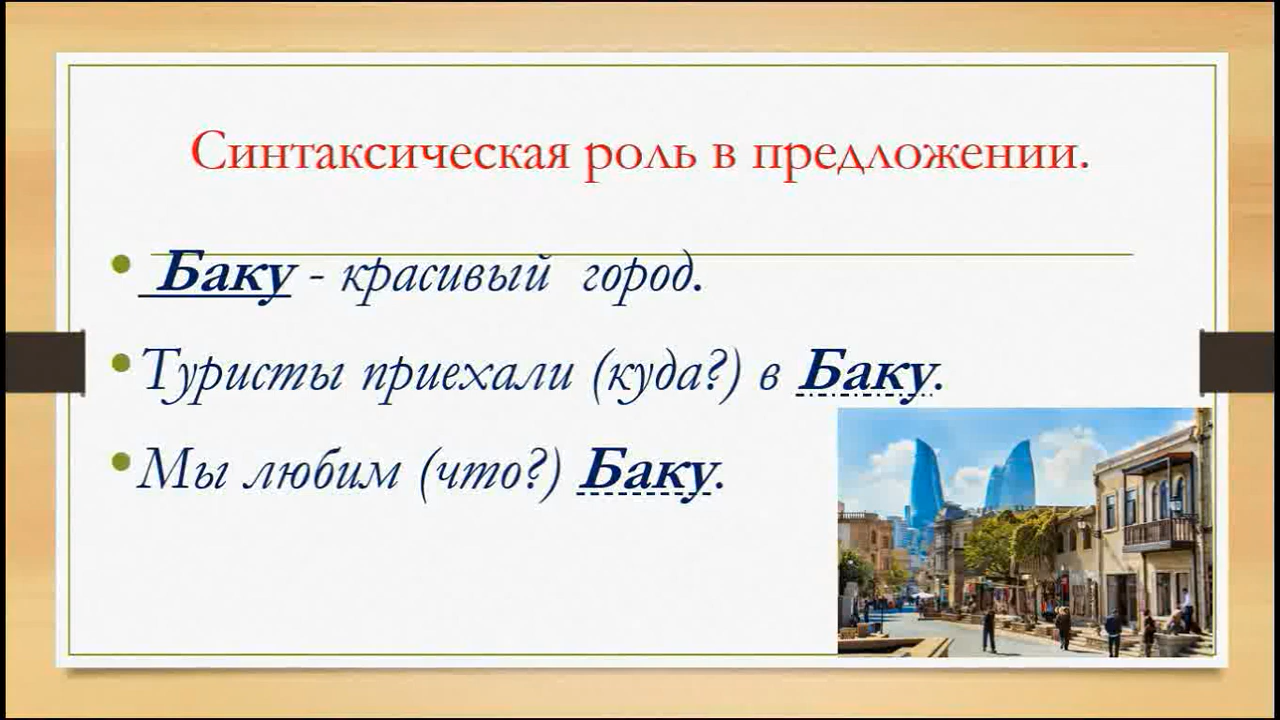 Синтаксическая роль в предложении.
• Баку - красивый город.
• Туристы приехали (куда?) в Баку.
• Мы любим (что?) Баку.